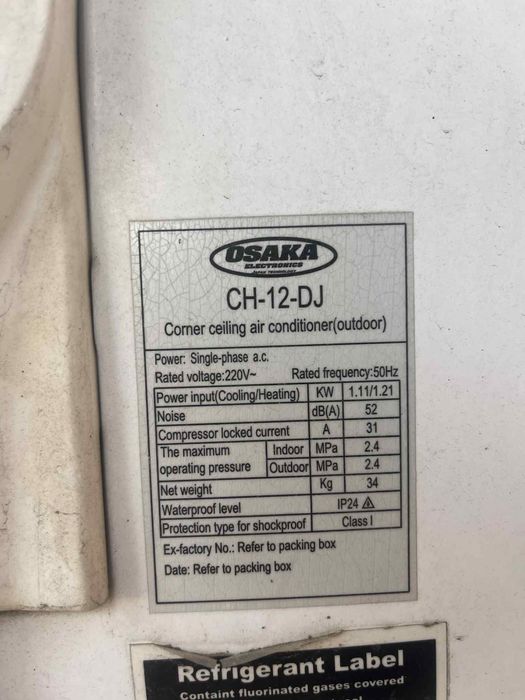 OSAKA
ELECTRONICS
JAPAN TECHNOLOGY
CH-12-DJ
Corner ceiling air conditioner(outdoor)
Power: Single-phase a.c.
Rated voltage:220V~ Rated frequency:50Hz
Power input(Cooling/Heating) KW 1.11/1.21
Noise dB(A) 52
Compressor locked current A 31
The maximum operating pressure Indoor MPa 2.4
Outdoor MPa 2.4
Net weight Kg 34
Waterproof level IP24
Protection type for shockproof Class I
Ex-factory No.: Refer to packing box
Date: Refer to packing box
Refrigerant Label
Containt fluorinated gases covered